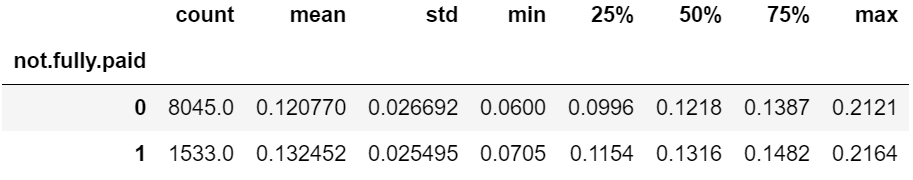 count mean std min 25% 50% 75% max
not.fully.paid
0 8045.0 0.120770 0.026692 0.0600 0.0996 0.1218 0.1387 0.2121
1 1533.0 0.132452 0.025495 0.0705 0.1154 0.1316 0.1482 0.2164